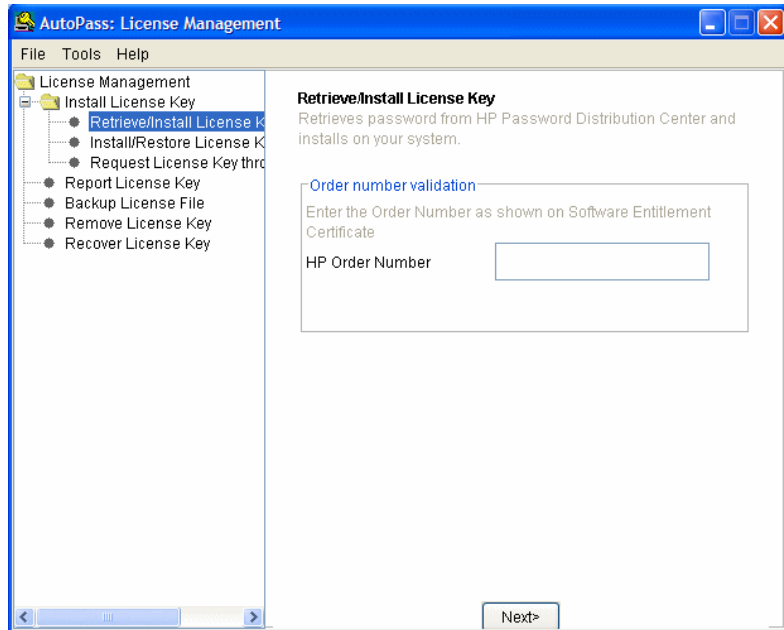 AutoPass: License Management
File Tools Help
License Management
Install License Key
Retrieve/Install License K
Install/Restore License K
Request License Key thro
Report License Key
Backup License File
Remove License Key
Recover License Key
Retrieve/Install License Key
Retrieves password from HP Password Distribution Center and
installs on your system.
Order number validation
Enter the Order Number as shown on Software Entitlement
Certificate
HP Order Number
Next>